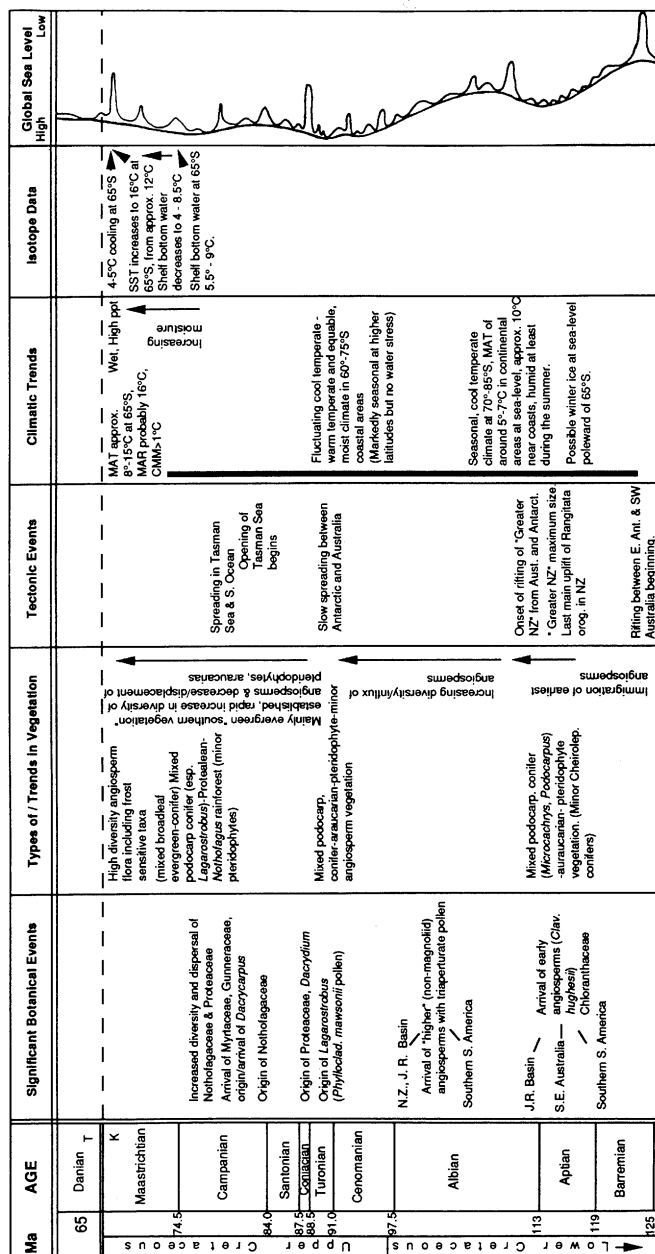 Ma
AGE
Significant Botanical Events
Types of / Trends in Vegetation
Tectonic Events
Climatic Trends
Isotope Data
Global Sea Level
High
Low
65
74.5
84.0
87.5
88.5
91.0
97.5
113
119
125
Upper Cretaceous
Lower Cretaceous
Danian
T
K
Maastrichtian
Campanian
Santonian
Coniacian
Turonian
Cenomanian
Albian
Aptian
Barremian
Increased diversity and dispersal of
Nothofagaceae & Proteaceae
Arrival of Myrtaceae, Gunneraceae,
origin/arrival of Dacrycarpus
Origin of Nothofagaceae
Origin of Proteaceae, Dacrydium
Origin of Lagarostrobus
(Phylloclad. mawsonii pollen)
N.Z., J. R. Basin
Arrival of "higher" (non-magnoliid)
angiosperms with triaperturate pollen
Southern S. America
J.R. Basin
Arrival of early
angiosperms (Clav.
hughesii)
S.E. Australia
Chloranthaceae
Southern S. America
High diversity angiosperm
flora including frost
sensitive taxa
(mixed broadleaf
evergreen-conifer) Mixed
podocarp conifer (esp.
Lagarostrobus)-Protealean-
Nothofagus rainforest (minor
pteridophytes)
Mixed podocarp,
conifer-araucarian-pteridophyte-minor
angiosperm vegetation
Mixed podocarp. conifer
(Microcachrys, Podocarpus)
-auraucarian- pteridophyte
vegetation. (Minor Cheirolep.
conifers)
Mainly evergreen "southern vegetation"
established, rapid increase in diversity of
angiosperms & decrease/displacement of
pteridophytes, araucarias
Increasing diversity/influx of
angiosperms
Immigration of earliest
angiosperms
Spreading in Tasman
Sea & S. Ocean
Opening of
Tasman Sea
begins
Slow spreading between
Antarctic and Australia
Onset of rifting of "Greater
NZ" from Aust. and Antarct.
"Greater NZ" maximum size.
Last main uplift of Rangitata
orog. in NZ
Rifting between E. Ant. & SW
Australia beginning.
MAT approx.
8°-15°C at 65°S,
MAR probably 16°C,
CMM>1°C
Wet, High ppt
Increasing
moisture
Fluctuating cool temperate -
warm temperate and equable,
moist climate in 60°-75°S
coastal areas
(Markedly seasonal at higher
latitudes but no water stress)
Seasonal, cool temperate
climate at 70°-85°S, MAT of
around 5°-7°C in continental
areas at sea-level, approx. 10°C
near coasts, humid at least
during the summer.
Possible winter ice at sea-level
poleward of 65°S.
4-5°C cooling at 65°S
SST increases to 16°C at
65°S, from approx. 12°C
Shelf bottom water
decreases to 4 - 8.5°C
Shelf bottom water at 65°S
5.5° - 9°C.